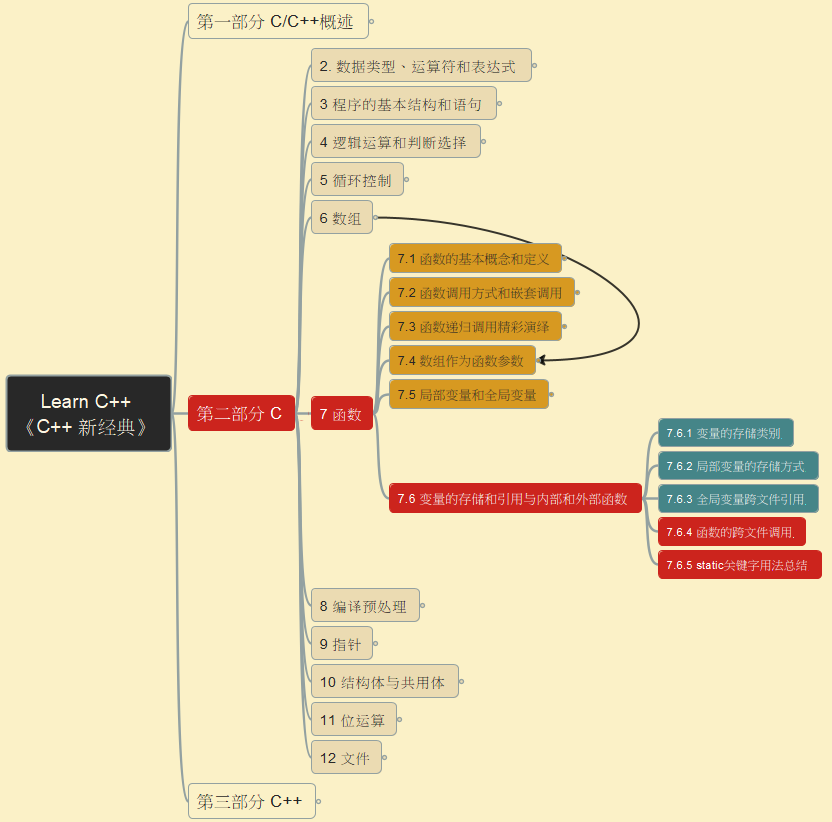 第一部分 C/C++概述
2. 数据类型、运算符和表达式
3 程序的基本结构和语句
4 逻辑运算和判断选择
5 循环控制
6 数组
7.1 函数的基本概念和定义
7.2 函数调用方式和嵌套调用
7.3 函数递归调用精彩演绎
7.4 数组作为函数参数
7.5 局部变量和全局变量
Learn C++
《C++ 新经典》
第二部分 C
7 函数
7.6 变量的存储和引用与内部和外部函数
7.6.1 变量的存储类别
7.6.2 局部变量的存储方式
7.6.3 全局变量跨文件引用
7.6.4 函数的跨文件调用
7.6.5 static关键字用法总结
8 编译预处理
9 指针
10 结构体与共用体
11 位运算
12 文件
第三部分 C++